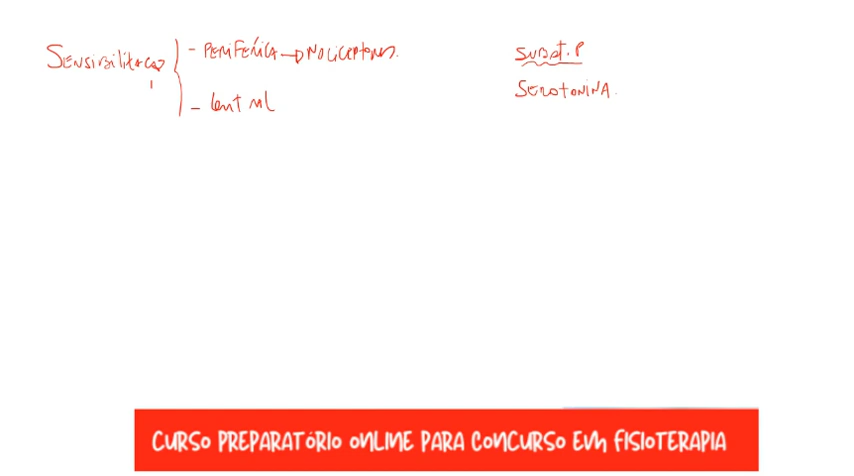 Sensibilização { - PERIFÉRICA → NOCICEPTORES.
- Central
SUBST. P
SEROTONINA.
CURSO PREPARATÓRIO ONLINE PARA CONCURSO EM FISIOTERAPIA